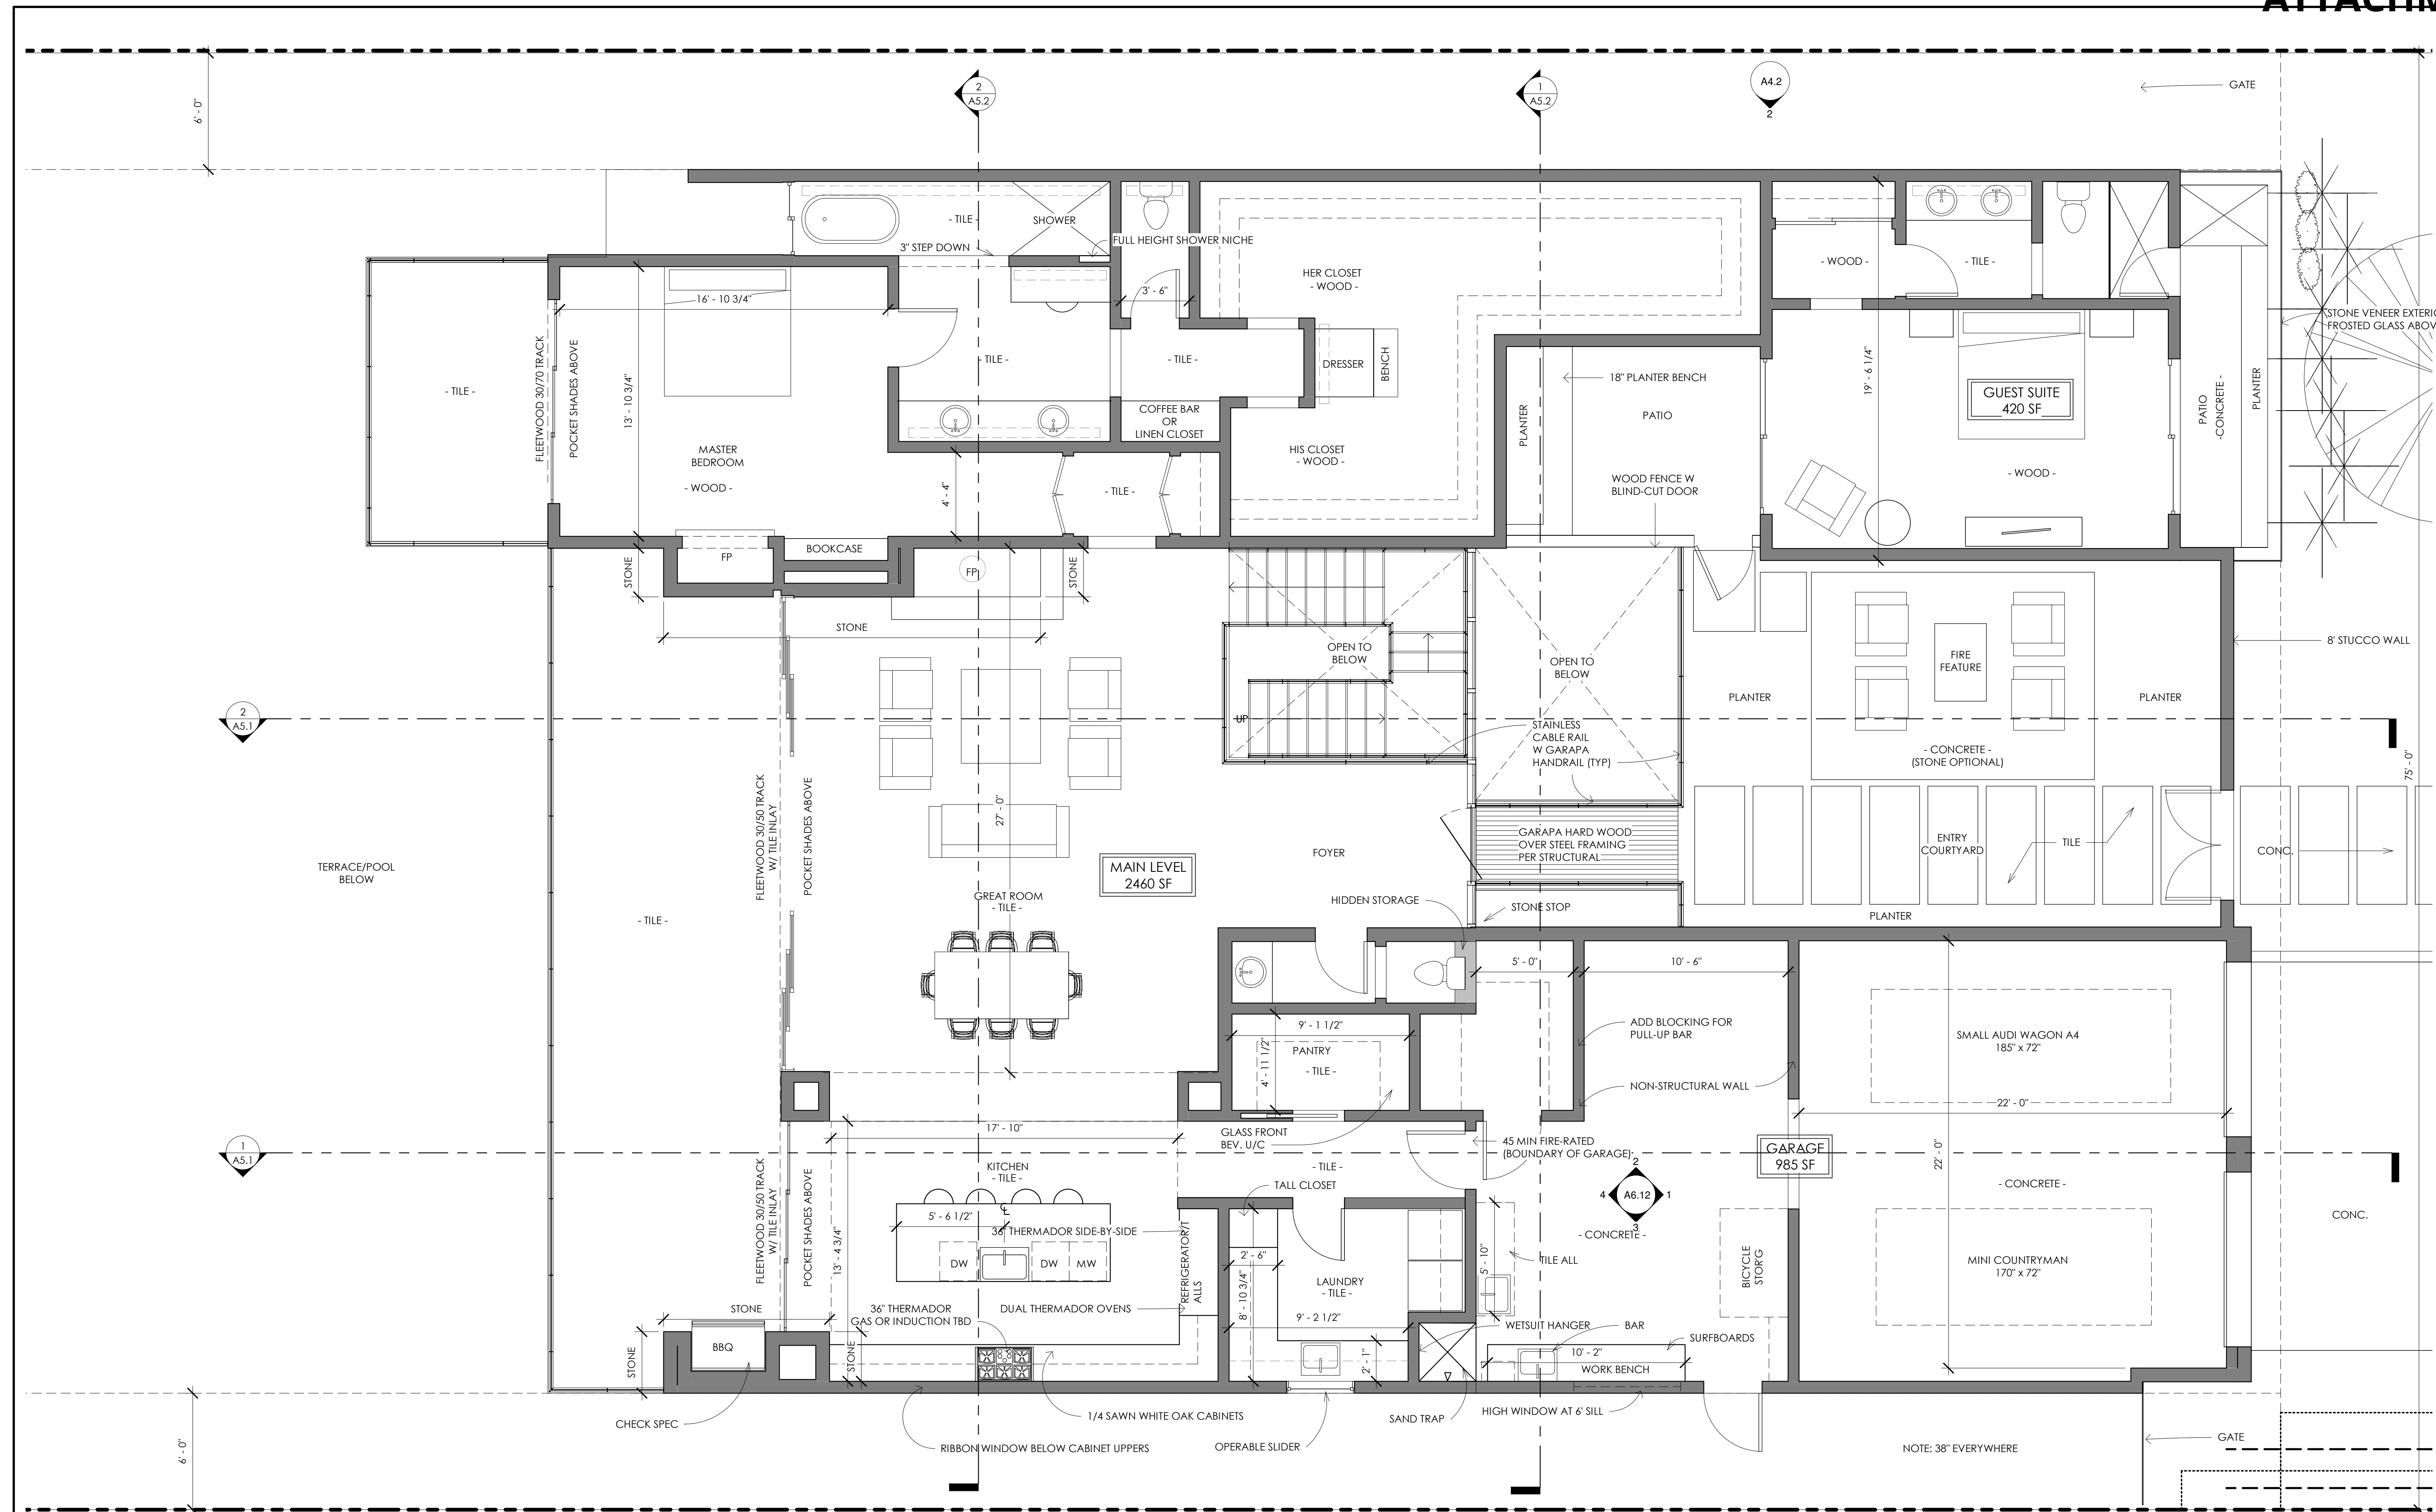 6' - 0"
2
A5.2
1
A5.2
A4.2
2
GATE
- TILE -
SHOWER
3" STEP DOWN
FULL HEIGHT SHOWER NICHE
16' - 10 3/4"
3' - 6"
HER CLOSET
- WOOD -
- WOOD -
- TILE -
FLEETWOOD 30/70 TRACK
POCKET SHADES ABOVE
13' - 10 3/4"
- TILE -
- TILE -
- TILE -
DRESSER
BENCH
18" PLANTER BENCH
PATIO
PLANTER
19' - 6 1/4"
GUEST SUITE
420 SF
PATIO
-CONCRETE -
PLANTER
COFFEE BAR
OR
LINEN CLOSET
MASTER
BEDROOM
- WOOD -
4' - 4"
- TILE -
HIS CLOSET
- WOOD -
WOOD FENCE W
BLIND-CUT DOOR
- WOOD -
FP
BOOKCASE
FP
STONE
STONE
STONE
OPEN TO
BELOW
UP
OPEN TO
BELOW
FIRE
FEATURE
8' STUCCO WALL
PLANTER
PLANTER
2
A5.1
STAINLESS
CABLE RAIL
W GARAPA
HANDRAIL (TYP)
- CONCRETE -
(STONE OPTIONAL)
75' - 0"
FLEETWOOD 30/50 TRACK
W/ TILE INLAY
POCKET SHADES ABOVE
27' - 0"
GARAPA HARD WOOD
OVER STEEL FRAMING
PER STRUCTURAL
ENTRY
COURTYARD
TILE
CONC.
TERRACE/POOL
BELOW
FOYER
MAIN LEVEL
2460 SF
GREAT ROOM
- TILE -
HIDDEN STORAGE
STONE STOP
PLANTER
- TILE -
5' - 0"
10' - 6"
9' - 1 1/2"
4' - 11 1/2"
PANTRY
- TILE -
ADD BLOCKING FOR
PULL-UP BAR
SMALL AUDI WAGON A4
185" x 72"
NON-STRUCTURAL WALL
22' - 0"
1
A5.1
17' - 10"
GLASS FRONT
BEV. U/C
45 MIN FIRE-RATED
(BOUNDARY OF GARAGE)
GARAGE
985 SF
22' - 0"
KITCHEN
- TILE -
- TILE -
TALL CLOSET
2
4
A6.12
1
3
- CONCRETE -
- CONCRETE -
CONC.
FLEETWOOD 30/50 TRACK
W/ TILE INLAY
POCKET SHADES ABOVE
13' - 4 3/4"
5' - 6 1/2"
36" THERMADOR SIDE-BY-SIDE
REFRIGERATOR/T
ALLS
DW
DW
MW
2' - 6"
8' - 10 3/4"
LAUNDRY
- TILE -
5' - 10"
TILE ALL
BICYCLE
STOR'G
MINI COUNTRYMAN
170" x 72"
STONE
36" THERMADOR
GAS OR INDUCTION TBD
DUAL THERMADOR OVENS
9' - 2 1/2"
2' - 1"
WETSUIT HANGER
BAR
SURFBOARDS
10' - 2"
WORK BENCH
BBQ
STONE
STONE
CHECK SPEC
1/4 SAWN WHITE OAK CABINETS
SAND TRAP
HIGH WINDOW AT 6' SILL
RIBBON WINDOW BELOW CABINET UPPERS
OPERABLE SLIDER
NOTE: 38" EVERYWHERE
GATE
6' - 0"